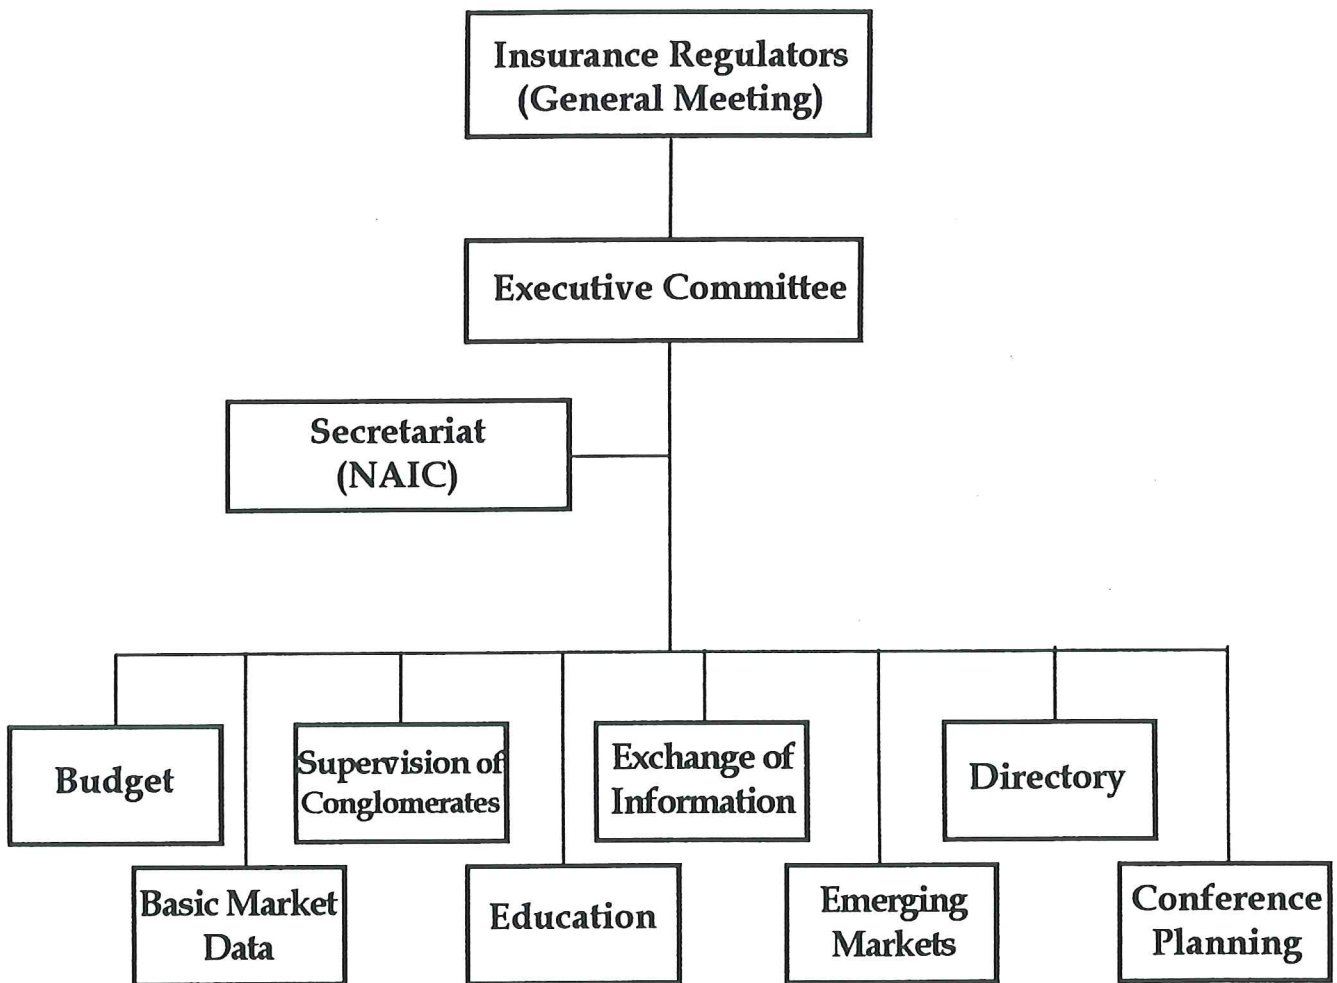 Insurance Regulators
(General Meeting)
Executive Committee
Secretariat
(NAIC)
Budget
Supervision of
Conglomerates
Exchange of
Information
Directory
Basic Market
Data
Education
Emerging
Markets
Conference
Planning